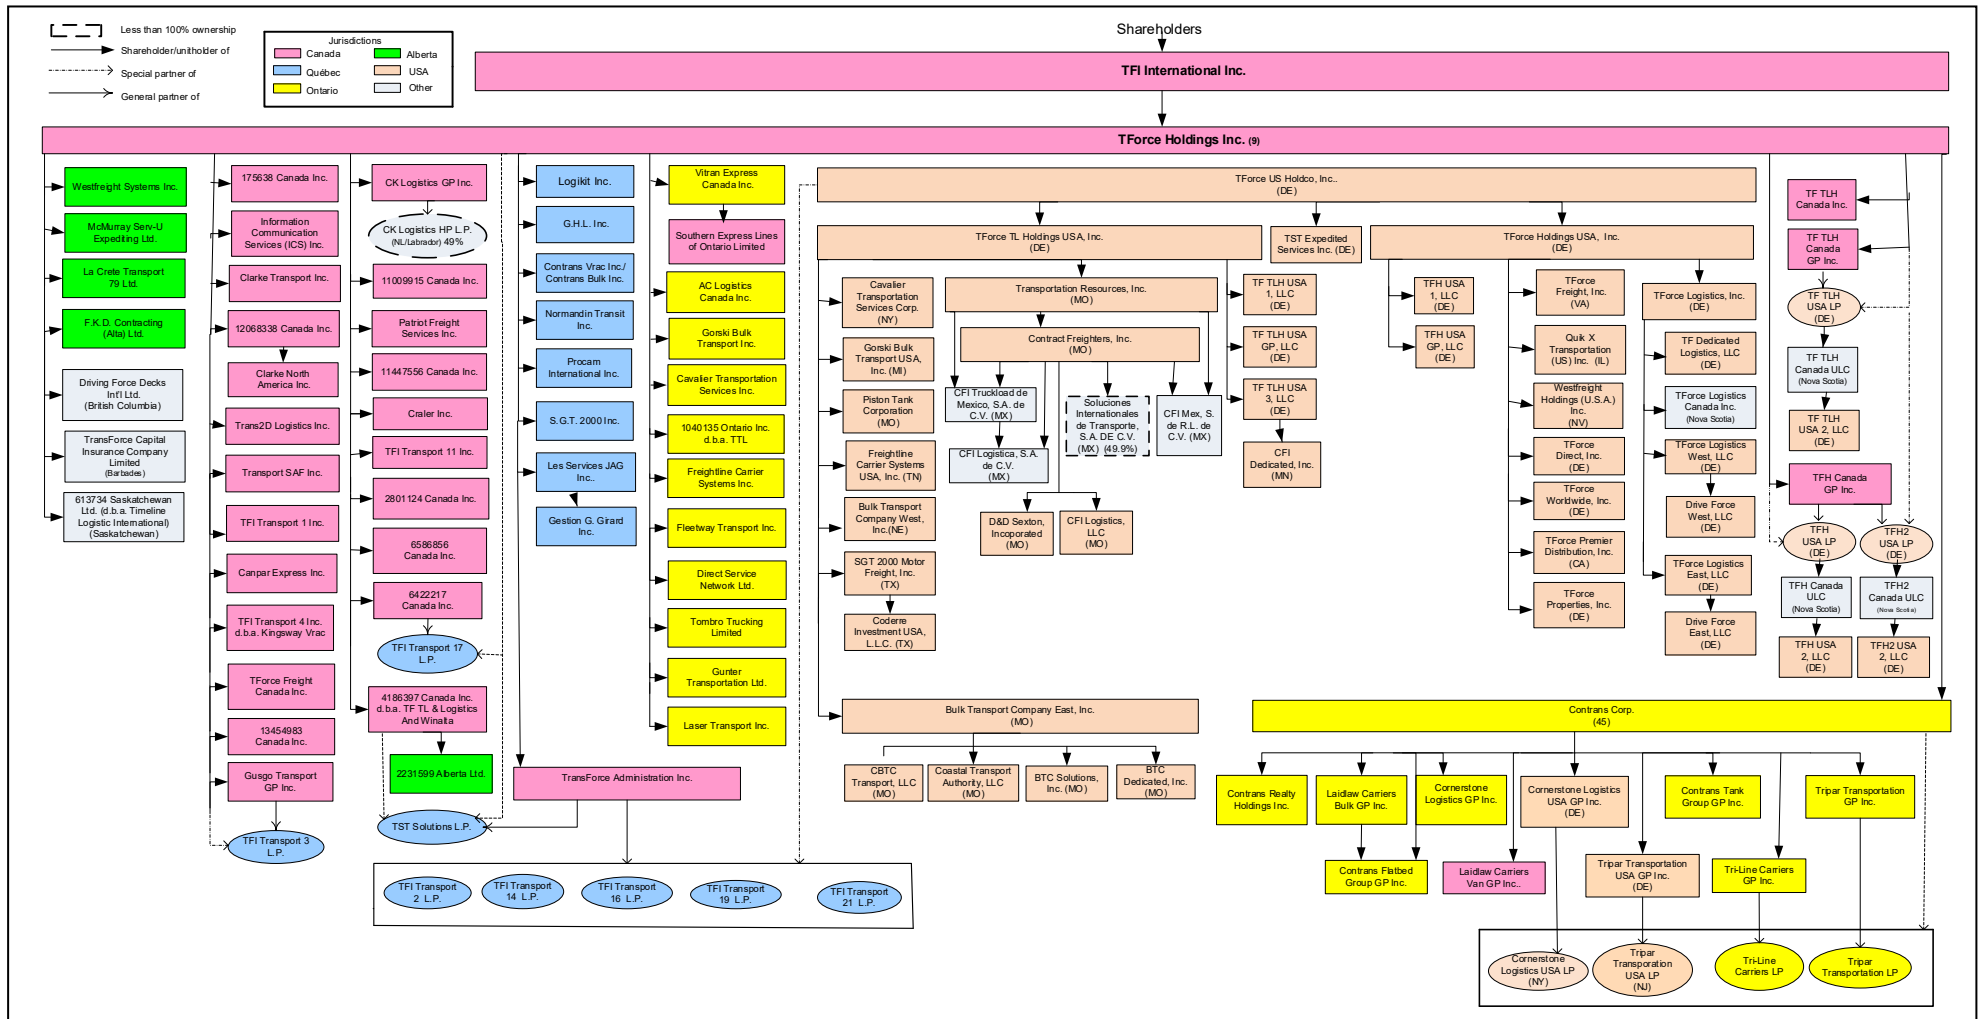 Less than 100% ownership
Shareholder/unitholder of
Special partner of
General partner of
Jurisdictions
Canada
Alberta
Québec
USA
Ontario
Other
Shareholders
TFI International Inc.
TForce Holdings Inc. (9)
Westfreight Systems Inc.
McMurray Serv-U
Expediting Ltd.
La Crete Transport
79 Ltd.
F.K.D. Contracting
(Alta) Ltd.
Driving Force Decks
Int'l Ltd.
(British Columbia)
TransForce Capital
Insurance Company
Limited
(Barbades)
613734 Saskatchewan
Ltd. (d.b.a. Timeline
Logistic International)
(Saskatchewan)
175638 Canada Inc.
Information
Communication
Services (ICS) Inc.
Clarke Transport Inc.
12068338 Canada Inc.
Clarke North
America Inc.
Trans2D Logistics Inc.
Transport SAF Inc.
TFI Transport 1 Inc.
Canpar Express Inc.
TFI Transport 4 Inc.
d.b.a. Kingsway Vrac
TForce Freight
Canada Inc.
13454983
Canada Inc.
Gusgo Transport
GP Inc.
TFI Transport 3
L.P.
CK Logistics GP Inc.
CK Logistics HP L.P.
(NL/Labrador) 49%
11009915 Canada Inc.
Patriot Freight
Services Inc.
11447556 Canada Inc.
Craler Inc.
TFI Transport 11 Inc.
2801124 Canada Inc.
6586856
Canada Inc.
6422217
Canada Inc.
TFI Transport 17
L.P.
4186397 Canada Inc.
d.b.a. TF TL & Logistics
And Winalta
2231599 Alberta Ltd.
TST Solutions L.P.
Logikit Inc.
G.H.L. Inc.
Contrans Vrac Inc./
Contrans Bulk Inc.
Normandin Transit
Inc.
Procam
International Inc.
S.G.T. 2000 Inc.
Les Services JAG
Inc..
Gestion G. Girard
Inc.
TransForce Administration Inc.
TFI Transport
2 L.P.
TFI Transport
14 L.P.
TFI Transport
16 L.P.
TFI Transport
19 L.P.
TFI Transport
21 L.P.
Vitran Express
Canada Inc.
Southern Express Lines
of Ontario Limited
AC Logistics
Canada Inc.
Gorski Bulk
Transport Inc.
Cavalier Transportation
Services Inc.
1040135 Ontario Inc.
d.b.a. TTL
Freightline Carrier
Systems Inc.
Fleetway Transport Inc.
Direct Service
Network Ltd.
Tombro Trucking
Limited
Gunter
Transportation Ltd.
Laser Transport Inc.
TForce US Holdco, Inc..
(DE)
TForce TL Holdings USA, Inc.
(DE)
TST Expedited
Services Inc. (DE)
TForce Holdings USA, Inc.
(DE)
Cavalier
Transportation
Services Corp.
(NY)
Gorski Bulk
Transport USA,
Inc. (MI)
Piston Tank
Corporation
(MO)
Freightline
Carrier Systems
USA, Inc. (TN)
Bulk Transport
Company West,
Inc.(NE)
SGT 2000 Motor
Freight, Inc.
(TX)
Coderre
Investment USA,
L.L.C. (TX)
Transportation Resources, Inc.
(MO)
Contract Freighters, Inc.
(MO)
CFI Truckload de
Mexico, S.A. de
C.V. (MX)
CFI Logistica, S.A.
de C.V.
(MX)
Soluciones
Internationales
de Transporte,
S.A. DE C.V.
(MX) (49.9%)
CFI Mex, S.
de R.L. de
C.V. (MX)
D&D Sexton,
Incoporated
(MO)
CFI Logistics,
LLC
(MO)
TF TLH USA
1, LLC
(DE)
TF TLH USA
GP, LLC
(DE)
TF TLH USA
3, LLC
(DE)
CFI
Dedicated, Inc.
(MN)
Bulk Transport Company East, Inc.
(MO)
CBTC
Transport, LLC
(MO)
Coastal Transport
Authority, LLC
(MO)
BTC Solutions,
Inc. (MO)
BTC
Dedicated, Inc.
(MO)
TFH USA
1, LLC
(DE)
TFH USA
GP, LLC
(DE)
TForce
Freight, Inc.
(VA)
Quik X
Transportation
(US) Inc. (IL)
Westfreight
Holdings (U.S.A.)
Inc.
(NV)
TForce
Direct, Inc.
(DE)
TForce
Worldwide, Inc.
(DE)
TForce Premier
Distribution, Inc.
(CA)
TForce
Properties, Inc.
(DE)
TForce Logistics, Inc.
(DE)
TF Dedicated
Logistics, LLC
(DE)
TForce Logistics
Canada Inc.
(Nova Scotia)
TForce Logistics
West, LLC
(DE)
Drive Force
West, LLC
(DE)
TForce Logistics
East, LLC
(DE)
Drive Force
East, LLC
(DE)
TF TLH
Canada Inc.
TF TLH
Canada
GP Inc.
TF TLH
USA LP
(DE)
TF TLH
Canada ULC
(Nova Scotia)
TF TLH
USA 2, LLC
(DE)
TFH Canada
GP Inc.
TFH
USA LP
(DE)
TFH2
USA LP
(DE)
TFH Canada
ULC
(Nova Scotia)
TFH2
Canada ULC
(Nova Scotia)
TFH USA
2, LLC
(DE)
TFH2 USA
2, LLC
(DE)
Contrans Corp.
(45)
Contrans Realty
Holdings Inc.
Laidlaw Carriers
Bulk GP Inc.
Cornerstone
Logistics GP Inc.
Cornerstone Logistics
USA GP Inc.
(DE)
Contrans Tank
Group GP Inc.
Tripar Transportation
GP Inc.
Contrans Flatbed
Group GP Inc.
Laidlaw Carriers
Van GP Inc..
Tripar Transportation
USA GP Inc.
(DE)
Tri-Line Carriers
GP Inc.
Cornerstone
Logistics USA LP
(NY)
Tripar
Transporation
USA LP
(NJ)
Tri-Line
Carriers LP
Tripar
Transportation LP